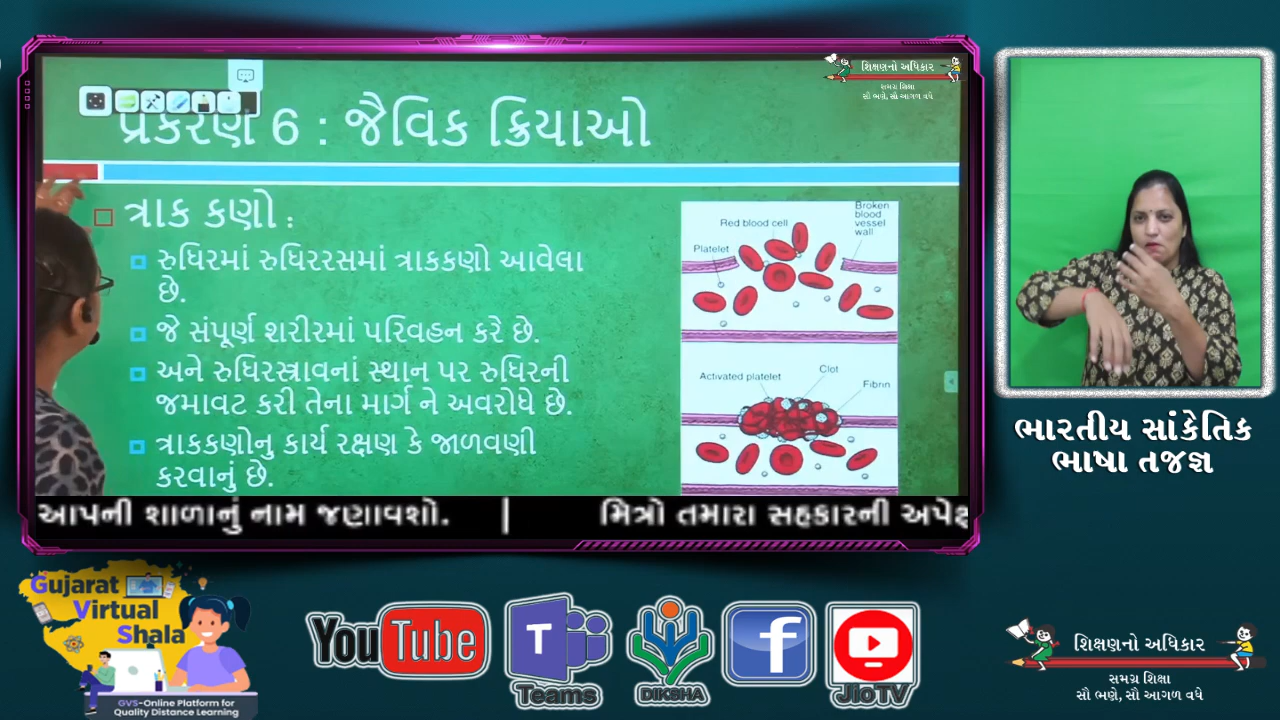 શિક્ષણનો અધિકાર
સમગ્ર શિક્ષા
સૌ ભણે, સૌ આગળ વધે
પ્રકરણ 6 : જૈવિક ક્રિયાઓ
ત્રાક કણો :
રુધિરમાં રુધિરરસમાં ત્રાકકણો આવેલા
છે.
જે સંપૂર્ણ શરીરમાં પરિવહન કરે છે.
અને રુધિરસ્ત્રાવનાં સ્થાન પર રુધિરની
જમાવટ કરી તેના માર્ગ ને અવરોધે છે.
ત્રાકકણોનુ કાર્ય રક્ષણ કે જાળવણી
કરવાનું છે.
Red blood cell
Broken
blood
vessel
wall
Platelet
Activated platelet
Clot
Fibrin
આપની શાળાનું નામ જણાવશો. | મિત્રો તમારા સહકારની અપેક્ષ
ભારતીય સાંકેતિક
ભાષા તજજ્ઞ
Gujarat
Virtual
Shala
GVS-Online Platform for
Quality Distance Learning
YouTube
T
Teams
DIKSHA
f
JioTV
શિક્ષણનો અધિકાર
સમગ્ર શિક્ષા
સૌ ભણે, સૌ આગળ વધે